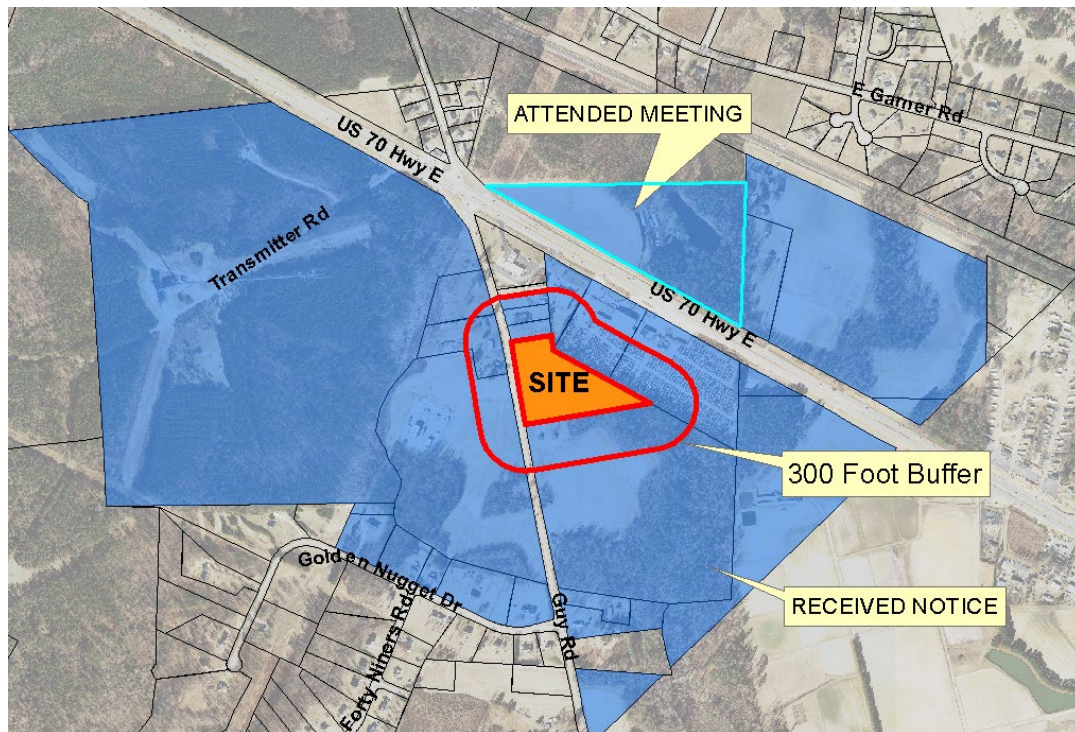 E Garner Rd
ATTENDED MEETING
US 70 Hwy E
Transmitter Rd
US 70 Hwy E
SITE
300 Foot Buffer
Golden Nugget Dr
Guy Rd
RECEIVED NOTICE
Forty Niners Rd